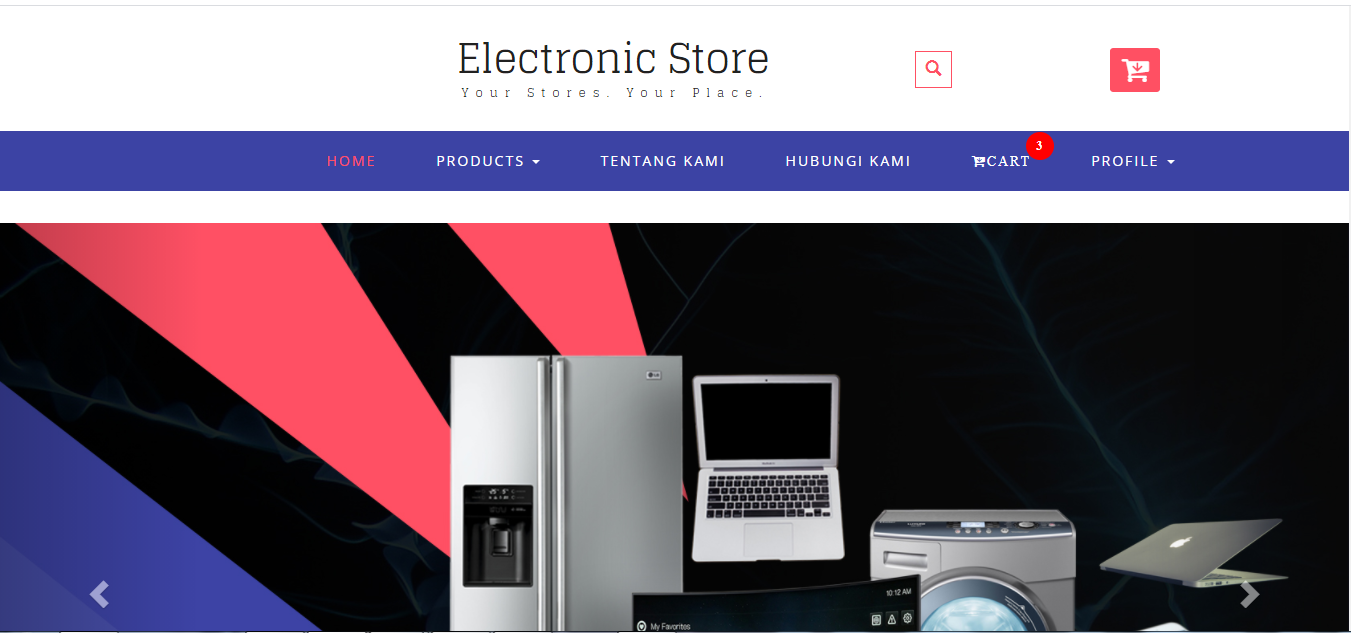 Electronic Store
Your Stores. Your Place.
HOME PRODUCTS TENTANG KAMI HUBUNGI KAMI CART 3 PROFILE
LG
10:12 AM
My Favorites